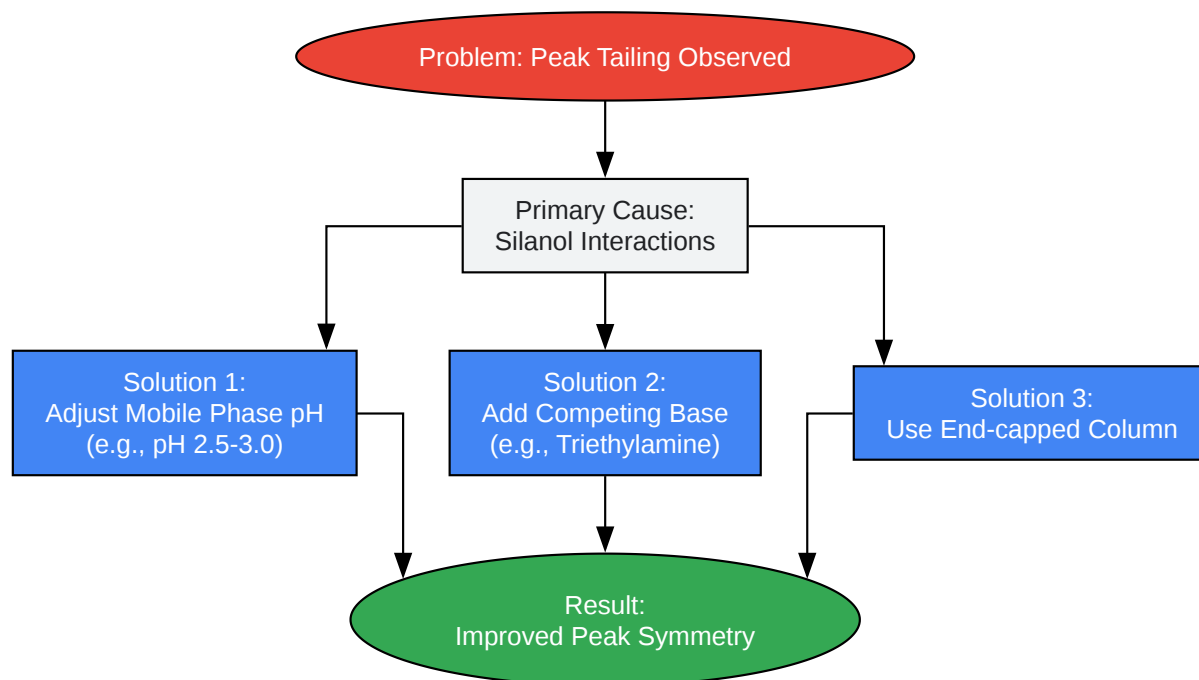 Problem: Peak Tailing Observed
Primary Cause:
Silanol Interactions
Solution 1:
Adjust Mobile Phase pH
(e.g., pH 2.5-3.0)
Solution 2:
Add Competing Base
(e.g., Triethylamine)
Solution 3:
Use End-capped Column
Result:
Improved Peak Symmetry